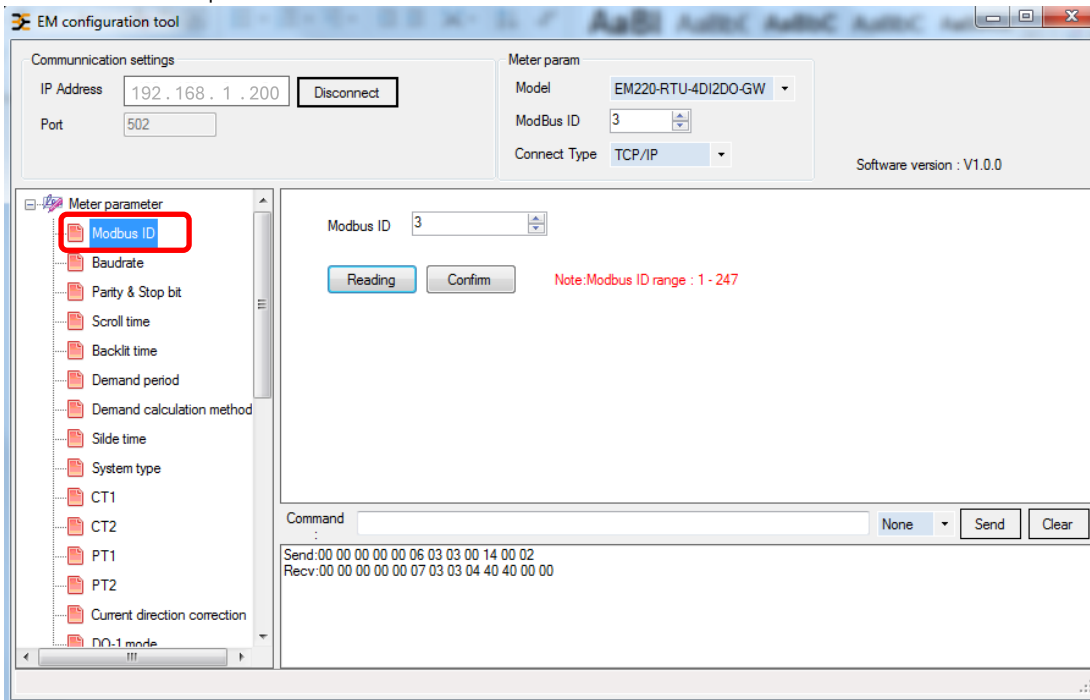 EM configuration tool
Communnication settings
IP Address 192.168.1.200 Disconnect
Port 502
Meter param
Model EM220-RTU-4DI2DO-GW
ModBus ID 3
Connect Type TCP/IP
Software version : V1.0.0
Meter parameter
Modbus ID
Baudrate
Parity & Stop bit
Scroll time
Backlit time
Demand period
Demand calculation method
Silde time
System type
CT1
CT2
PT1
PT2
Current direction correction
DO-1 mode
Modbus ID 3
Reading Confirm Note:Modbus ID range : 1 - 247
Command
: None Send Clear
Send:00 00 00 00 00 06 03 03 00 14 00 02
Recv:00 00 00 00 00 07 03 03 04 40 40 00 00